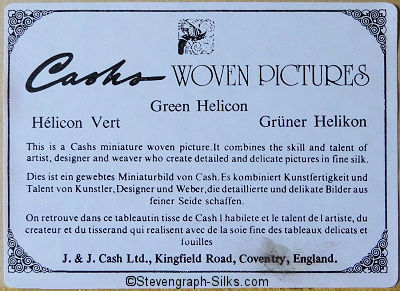 Cashs WOVEN PICTURES
Green Helicon
Hélicon Vert
Grüner Helikon
This is a Cashs miniature woven picture.It combines the skill and talent of
artist, designer and weaver who create detailed and delicate pictures in fine silk.
Dies ist ein gewebtes Miniaturbild von Cash.Es kombiniert Kunstfertigkeit und
Talent von Kunstler,Designer und Weber,die detaillierte und delikate Bilder aus
feiner Seide schaffen.
On retrouve dans ce tableautin tisse de Cash l habilete et le talent de l artiste, du
createur et du tisserand qui realisent avec de la soie fine des tableaux delicats et
fouilles
J. & J. Cash Ltd., Kingfield Road, Coventry, England.
©Stevengraph-Silks.com